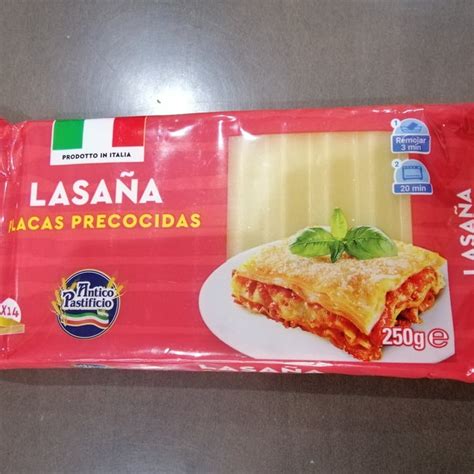 PRODOTTO IN ITALIA
LASAÑA
PLACAS PRECOCIDAS
Antico
Pastificio
X14
1
Remojar
3 min
2
20 min
250g e
LASAÑA
LASAÑA